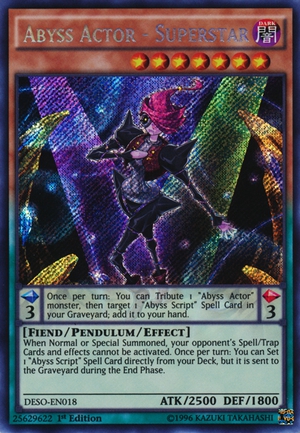 Abyss Actor - Superstar
DARK
闇
Once per turn: You can Tribute 1 "Abyss Actor"
monster, then target 1 "Abyss Script" Spell Card in
your Graveyard; add it to your hand.
3
3
[Fiend/Pendulum/Effect]
When Normal or Special Summoned, your opponent's Spell/Trap
Cards and effects cannot be activated. Once per turn: You can Set
1 "Abyss Script" Spell Card directly from your Deck, but it is sent to
the Graveyard during the End Phase.
DESO-EN018
ATK/2500 DEF/1800
25629622 1st Edition
©1996 KAZUKI TAKAHASHI